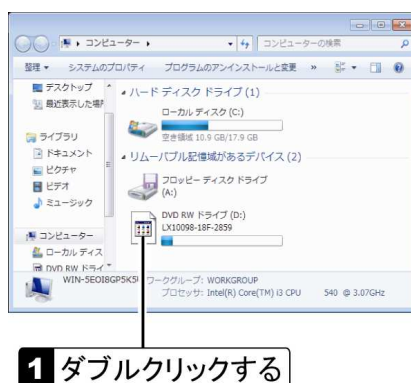 コンピューター
コンピューターの検索
整理 システムのプロパティ プログラムのアンインストールと変更 »
デスクトップ
最近表示した場所
ライブラリ
ドキュメント
ピクチャ
ビデオ
ミュージック
コンピューター
ローカル ディス
DVD RW ドライ
ハード ディスク ドライブ (1)
ローカル ディスク (C:)
空き領域 10.9 GB/17.9 GB
リムーバブル記憶域があるデバイス (2)
フロッピー ディスク ドライブ
(A:)
DVD RW ドライブ (D:)
LX10098-18F-2859
WIN-5EOI8GP5K5U ワークグループ: WORKGROUP
プロセッサ: Intel(R) Core(TM) i3 CPU 540 @ 3.07GHz
1 ダブルクリックする